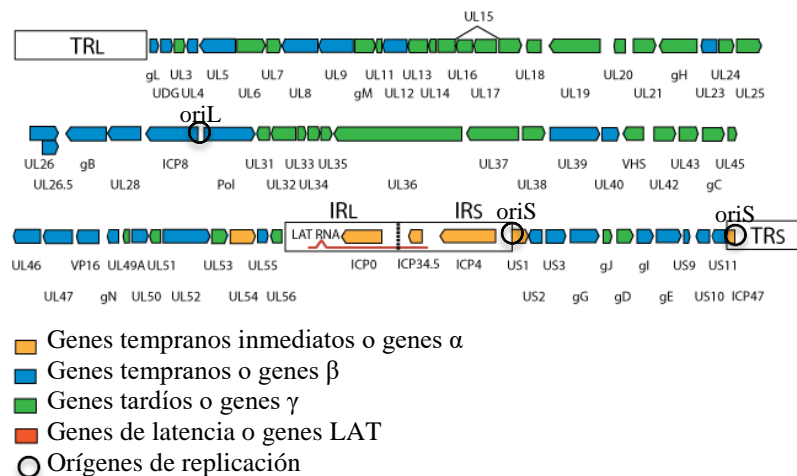 UL15
TRL
gL UL3 UL5 UL7 UL9 UL11 UL13 UL16 UL18 UL20 gH UL24
UDG UL4 UL6 UL8 gM UL12 UL14 UL17 UL19 UL21 UL23 UL25
oriL
UL26 gB ICP8 UL31 UL33 UL35 UL37 UL39 VHS UL43 UL45
UL26.5 UL28 Pol UL32 UL34 UL36 UL38 UL40 UL42 gC
IRL IRS oriS oriS
LAT RNA TRS
UL46 VP16 UL49A UL51 UL53 UL55 ICP0 ICP34.5 ICP4 US1 US3 gJ gI US9 US11
UL47 gN UL50 UL52 UL54 UL56 US2 gG gD gE US10 ICP47
Genes tempranos inmediatos o genes α
Genes tempranos o genes β
Genes tardíos o genes γ
Genes de latencia o genes LAT
Orígenes de replicación